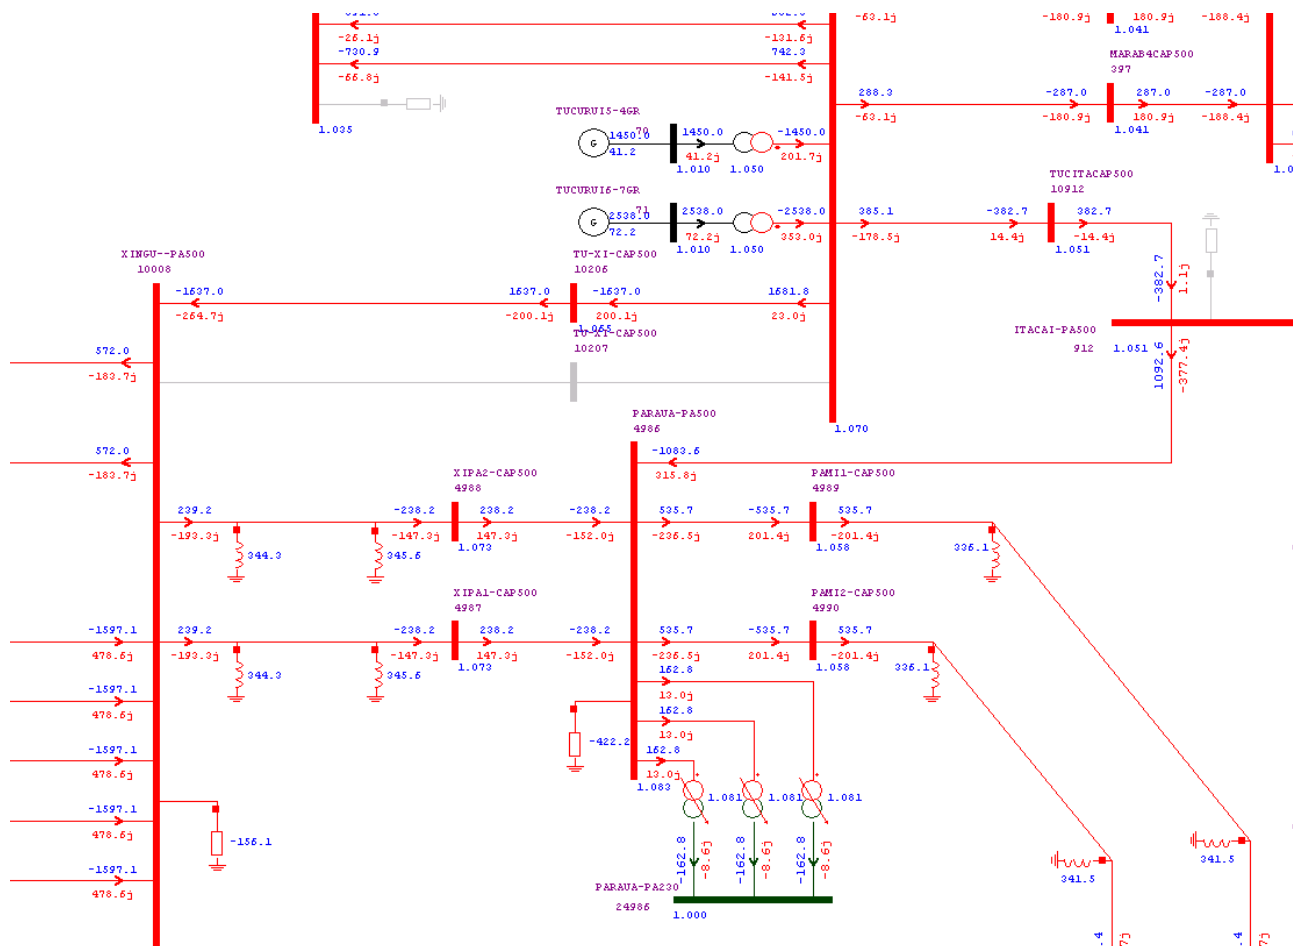 -26.1j
-131.6j
-63.1j
-180.9j 180.9j -188.4j
1.041
-730.9 742.3
-66.8j -141.5j
MARAB4CAP500
397
288.3 -287.0 287.0 -287.0
-63.1j -180.9j 180.9j -188.4j
1.041
1.035
TUCURUI5-4GR
70
G
1450.0 1450.0 -1450.0
41.2 41.2j 201.7j
1.010 1.050
TUCITACAP500
10912
TUCURUI6-7GR
71
G
2538.0 2538.0 -2538.0 385.1 -382.7 382.7
72.2 72.2j 353.0j -178.5j 14.4j -14.4j
1.010 1.050 1.051
XINGU--PA500
10008
TU-XI-CAP500
10206
-382.7
1.1j
-1637.0 1637.0 -1637.0 1681.8
-264.7j -200.1j 200.1j 23.0j
1.065
TU-XI-CAP500
10207
ITACAI-PA500
912 1.051
1092.6
-377.4j
572.0
-183.7j
PARAUA-PA500
4986
1.070
572.0 -1083.6
-183.7j 315.8j
XIPA2-CAP500
4988
PAMI1-CAP500
4989
239.2 -238.2 238.2 -238.2 535.7 -535.7 535.7
-193.3j -147.3j 147.3j -152.0j -236.5j 201.4j -201.4j
344.3 345.6 1.073 1.058 336.1
XIPA1-CAP500
4987
PAMI2-CAP500
4990
-1597.1 239.2 -238.2 238.2 -238.2 535.7 -535.7 535.7
478.6j -193.3j -147.3j 147.3j -152.0j -236.5j 201.4j -201.4j
344.3 345.6 1.073 1.058 336.1
162.8
13.0j
-1597.1 162.8
478.6j 13.0j
-422.2
-1597.1 162.8
478.6j 13.0j
1.083 1.081 1.081 1.081
-1597.1
478.6j
-156.1
-162.8 -8.6j -162.8 -8.6j -162.8 -8.6j
341.5
-1597.1
478.6j
341.5
PARAUA-PA230
24986 1.000